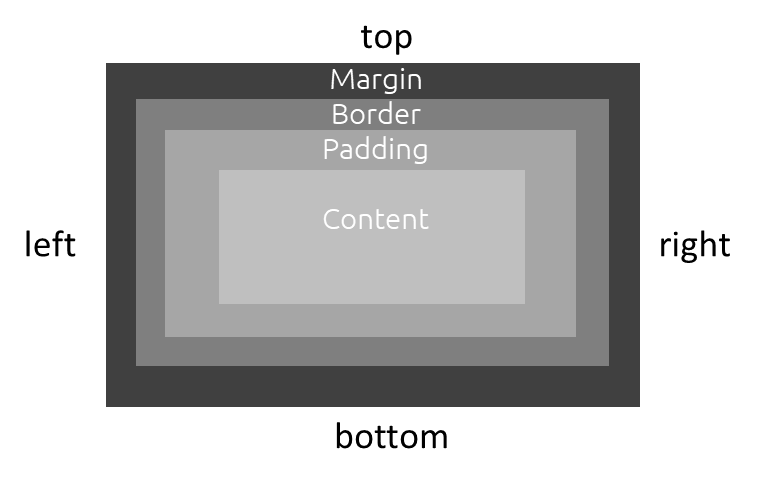 top
Margin
Border
Padding
Content
left
right
bottom